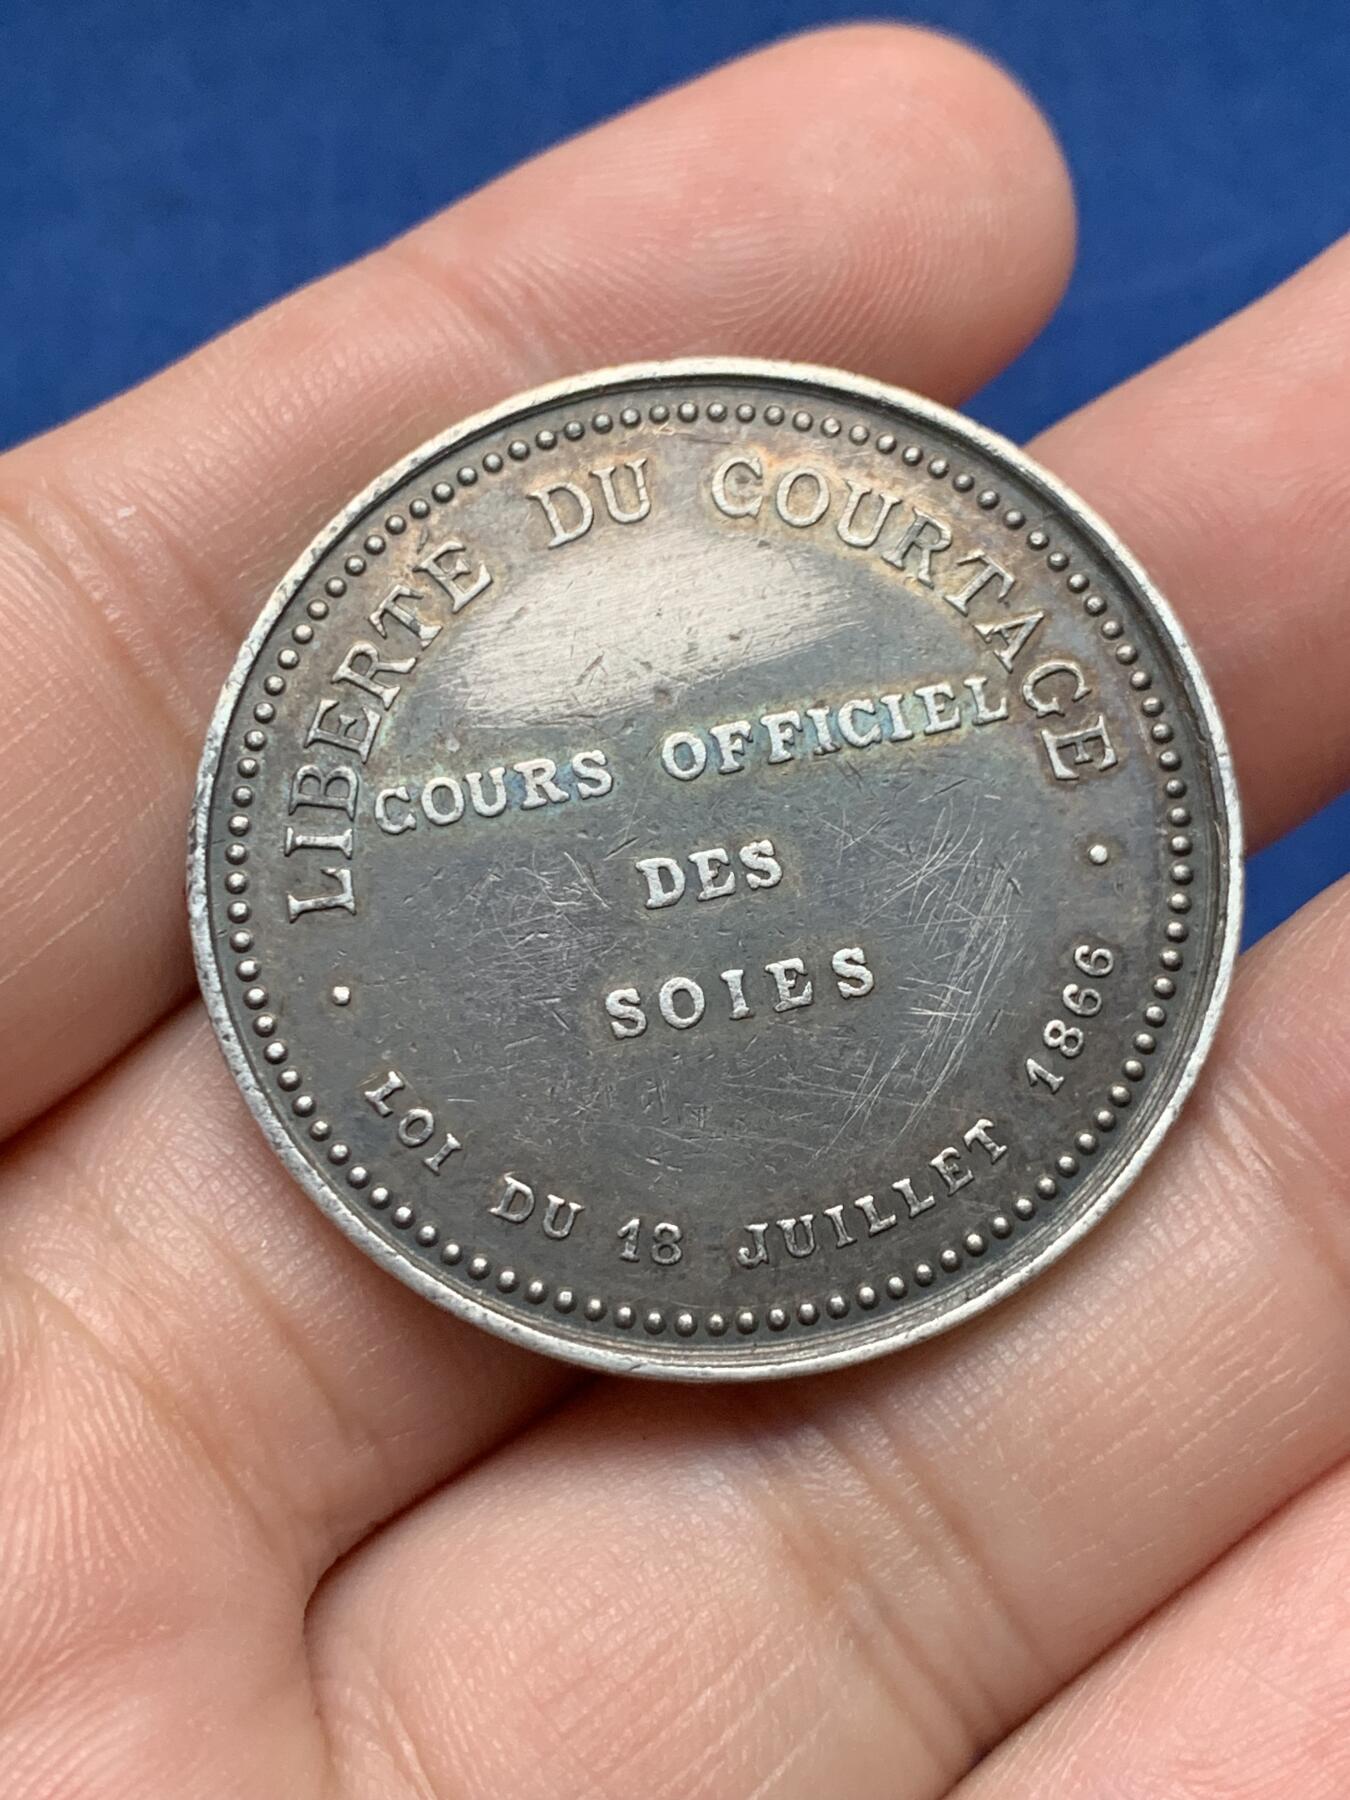 LIBERTÉ DU COURTAGE
COURS OFFICIEL
DES
SOIES
LOI DU 18 JUILLET 1866